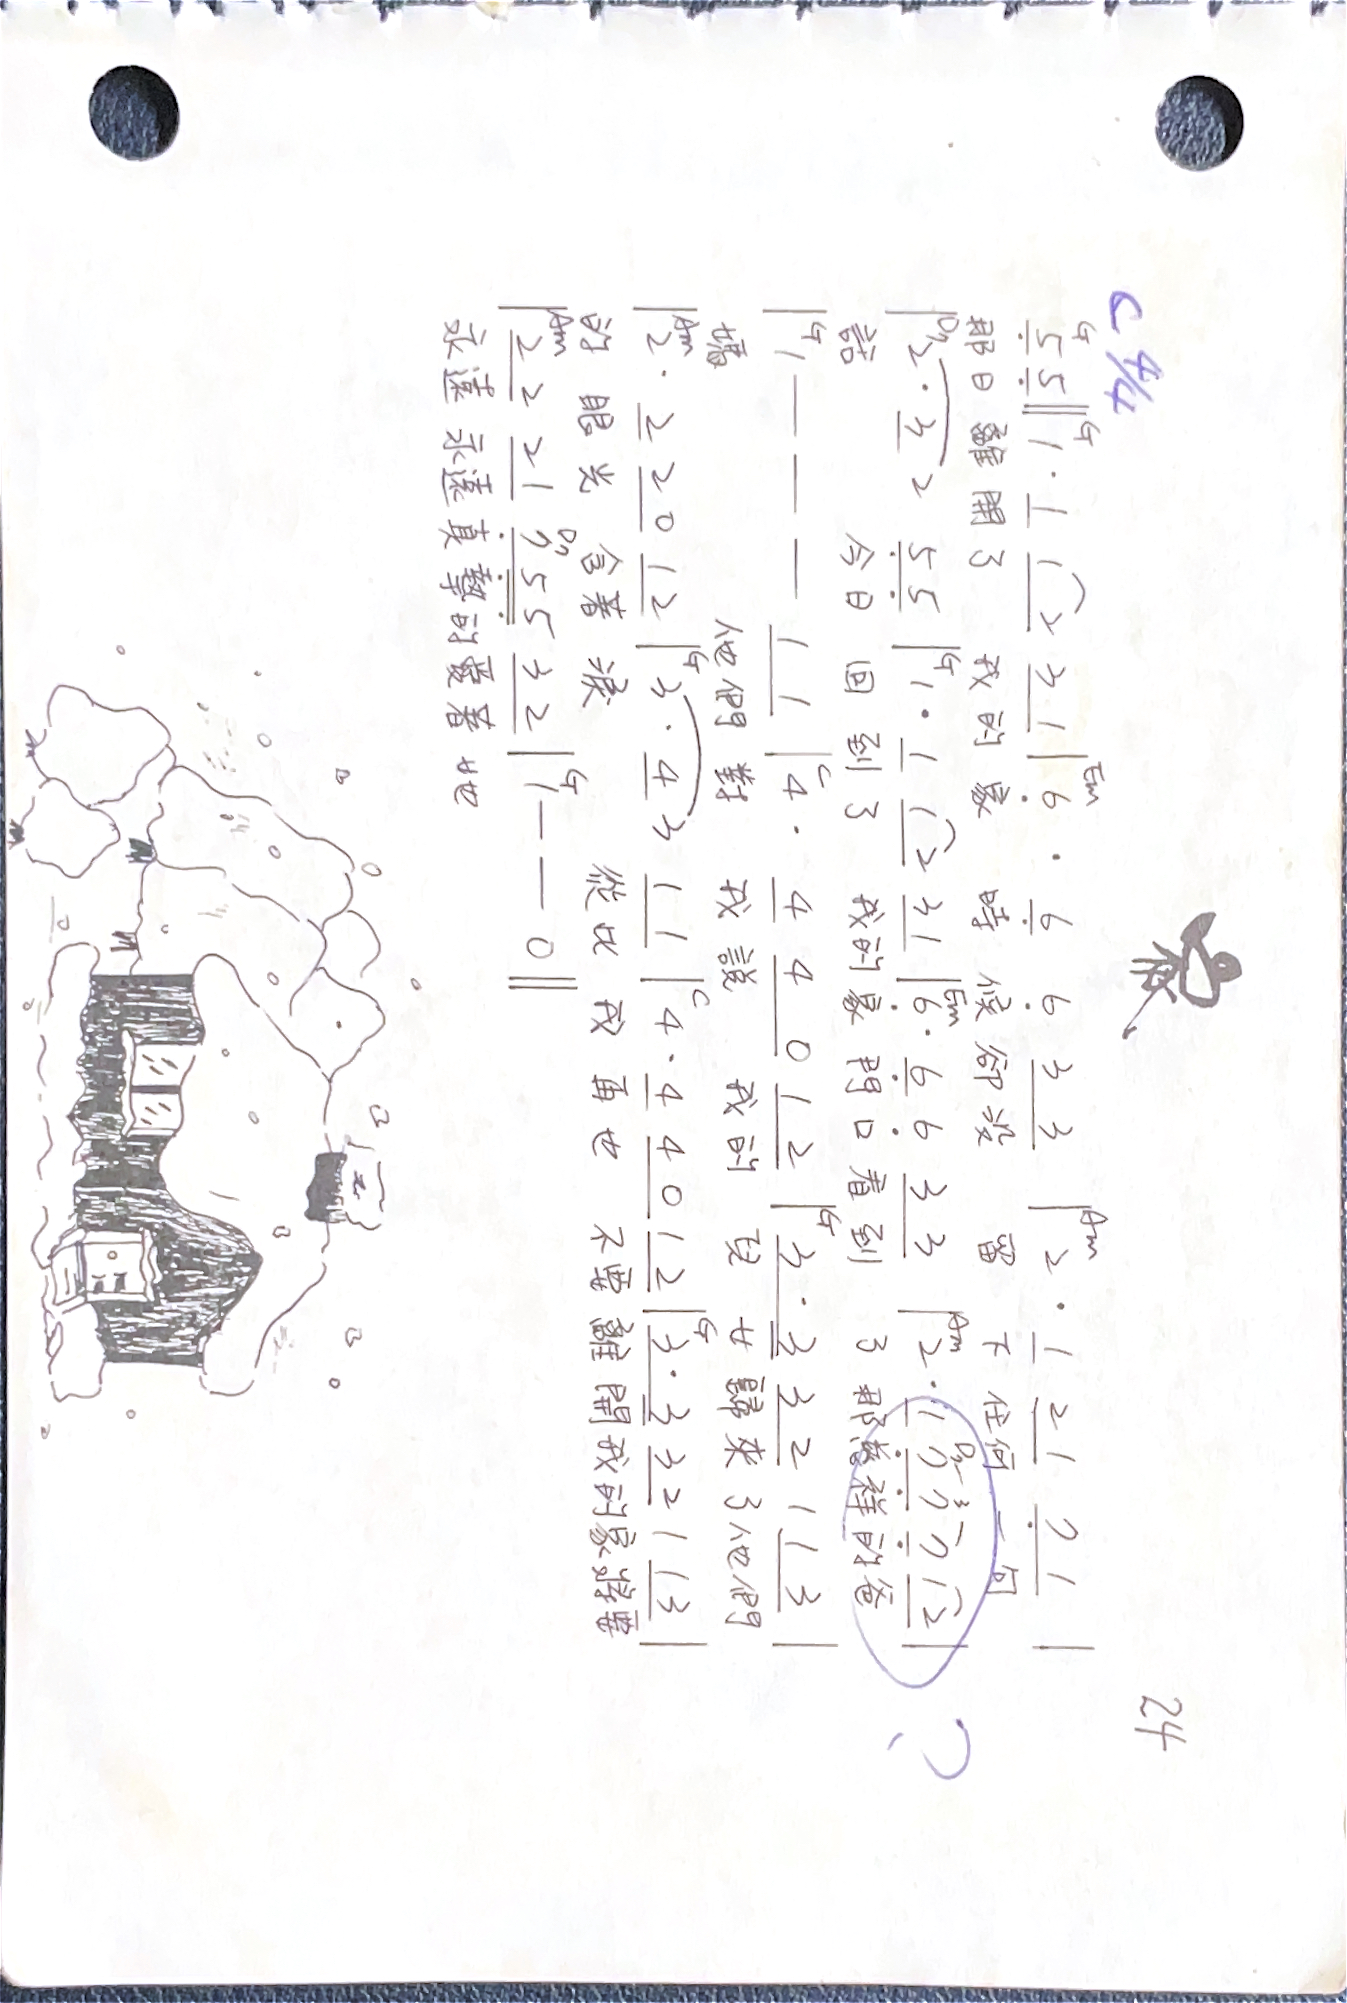 家
24
C 4/4
G G Em Am
5 5 || 1 · 1 1 2 3 1 | 6 · 6 6 3 3 | 2 · 1 2 1 7 1 |
那日離開了 我的家 時候卻没 留下任何一句
D7 G Em Am D7 3
| 2 · 3 2 5 5 | 1 · 1 1 2 3 1 | 6 · 6 6 3 3 | 2 · 1 7 7 7 1 2 | ?
話 今日回到了 我的家門口看到 了那慈祥的爸
G C G
| 1 — — — 1 1 | 4 · 4 4 0 1 2 | 3 · 3 3 2 1 1 3 |
媽 他們對 我說 我的兒女歸來了他們
Am G C G
| 2 · 2 2 0 1 2 | 3 · 4 3 1 1 | 4 · 4 4 0 1 2 | 3 · 3 3 2 1 1 3 |
的眼光 含著淚 從此我再也 不要離開我的家將要
Am D7 G
| 2 2 2 1 7 5 5 3 2 | 1 — — 0 ||
永遠永遠真摯的愛著她